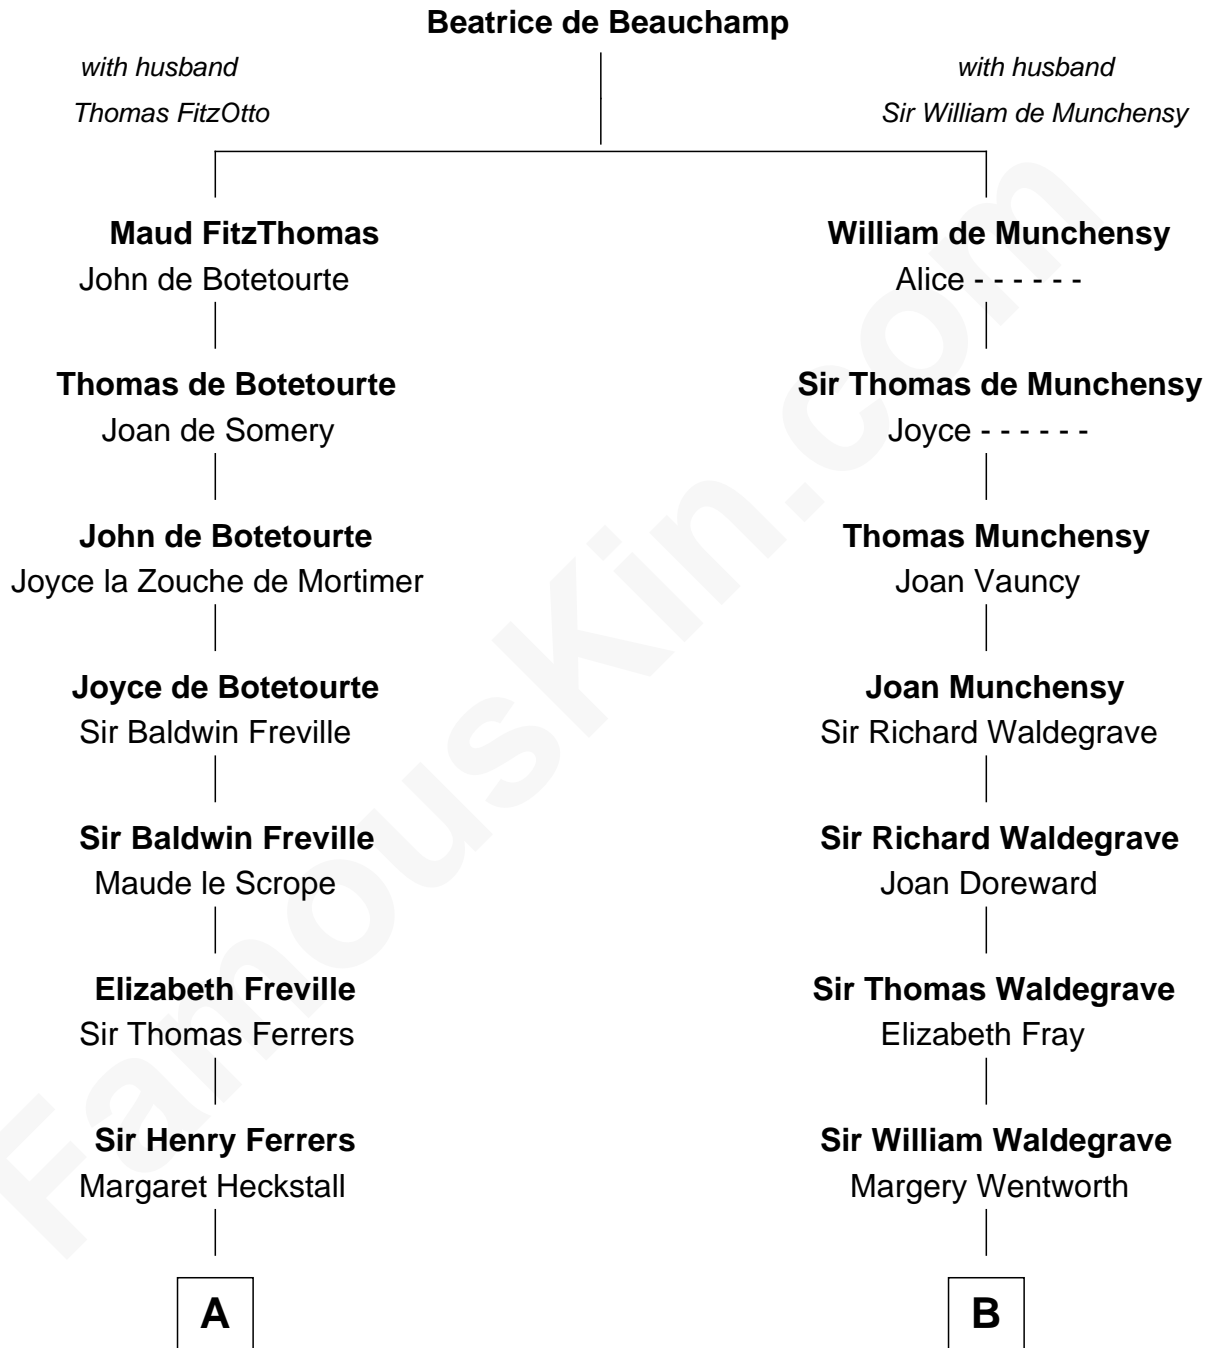 Beatrice de Beauchamp
with husband
Thomas FitzOtto
with husband
Sir William de Munchensy
Maud FitzThomas
John de Botetourte
William de Munchensy
Alice - - - - - -
Thomas de Botetourte
Joan de Somery
Sir Thomas de Munchensy
Joyce - - - - - -
John de Botetourte
Joyce la Zouche de Mortimer
Thomas Munchensy
Joan Vauncy
Joyce de Botetourte
Sir Baldwin Freville
Joan Munchensy
Sir Richard Waldegrave
Sir Baldwin Freville
Maude le Scrope
Sir Richard Waldegrave
Joan Doreward
Elizabeth Freville
Sir Thomas Ferrers
Sir Thomas Waldegrave
Elizabeth Fray
Sir Henry Ferrers
Margaret Heckstall
Sir William Waldegrave
Margery Wentworth
A
B
FamousKin.com